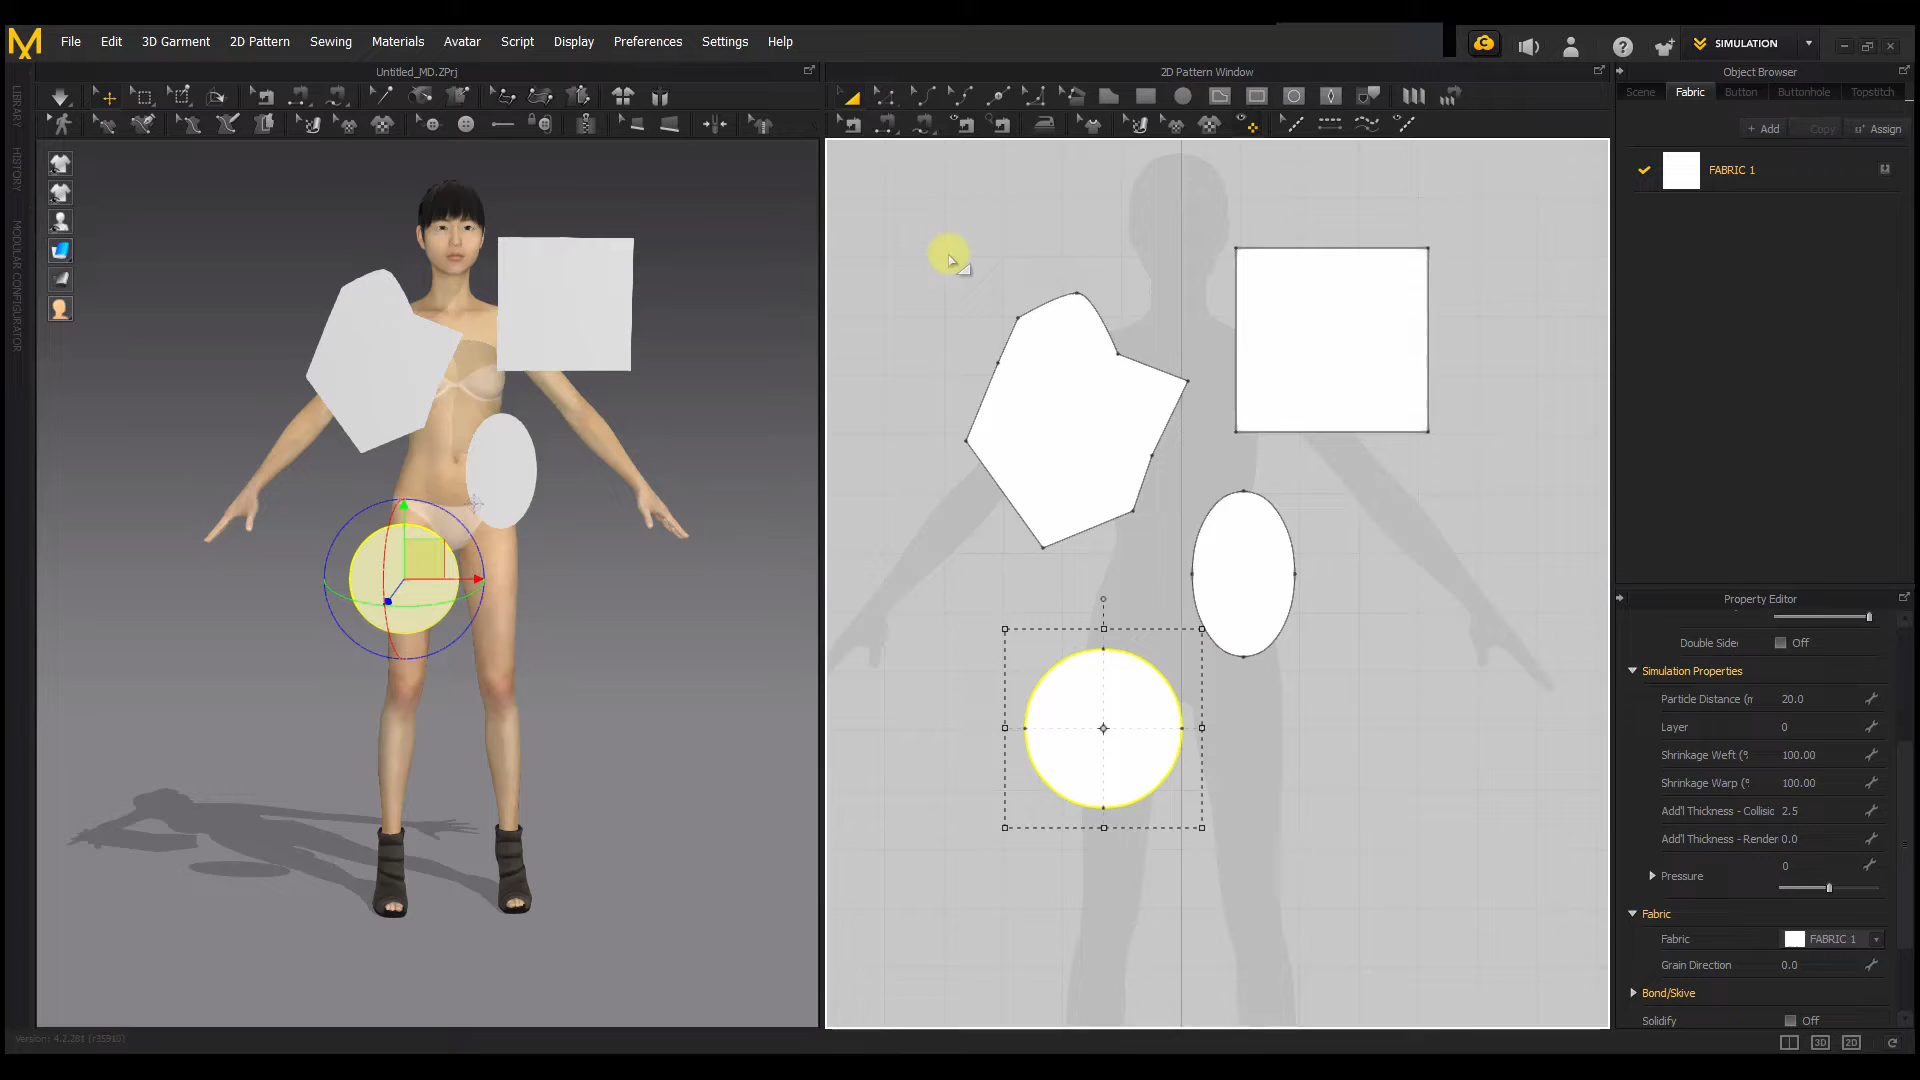 File Edit 3D Garment 2D Pattern Sewing Materials Avatar Script Display Preferences Settings Help
SIMULATION
Untitled_MD.ZPrj
2D Pattern Window
Object Browser
Scene Fabric Button Buttonhole Topstitch
+ Add Copy Assign
FABRIC 1
LIBRARY
HISTORY
MODULAR CONFIGURATOR
Property Editor
Double Side Off
Simulation Properties
Particle Distance (m 20.0
Layer 0
Shrinkage Weft (% 100.00
Shrinkage Warp (% 100.00
Add'l Thickness - Collisic 2.5
Add'l Thickness - Render 0.0
0
Pressure
Fabric
Fabric FABRIC 1
Grain Direction 0.0
Bond/Skive
Solidify Off
Version: 4.2.281 (r35910)
3D 2D